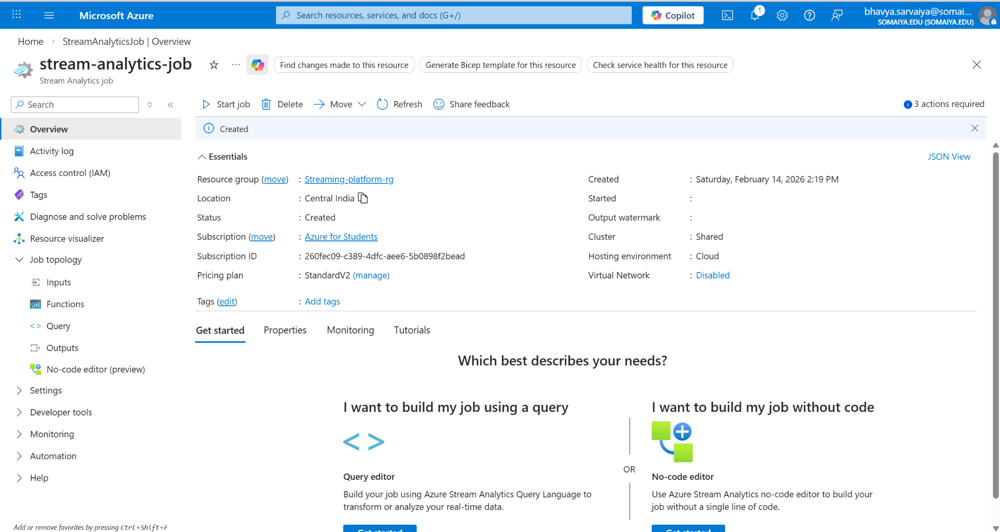 Microsoft Azure
Search resources, services, and docs (G+/)
Copilot
1
bhavya.sarvaiya@somai...
SOMAIYA.EDU (SOMAIYA.EDU)
Home > StreamAnalyticsJob | Overview
stream-analytics-job
Stream Analytics job
Find changes made to this resource
Generate Bicep template for this resource
Check service health for this resource
Search
Start job
Delete
Move
Refresh
Share feedback
3 actions required
Overview
Activity log
Access control (IAM)
Tags
Diagnose and solve problems
Resource visualizer
Job topology
Inputs
Functions
Query
Outputs
No-code editor (preview)
Settings
Developer tools
Monitoring
Automation
Help
Add or remove favorites by pressing Ctrl+Shift+F
Created
Essentials
JSON View
Resource group (move) : Streaming-platform-rg
Location : Central India
Status : Created
Subscription (move) : Azure for Students
Subscription ID : 260fec09-c389-4dfc-aee6-5b0898f2bead
Pricing plan : StandardV2 (manage)
Tags (edit) : Add tags
Created : Saturday, February 14, 2026 2:19 PM
Started :
Output watermark :
Cluster : Shared
Hosting environment : Cloud
Virtual Network : Disabled
Get started
Properties
Monitoring
Tutorials
Which best describes your needs?
I want to build my job using a query
Query editor
Build your job using Azure Stream Analytics Query Language to
transform or analyze your real-time data.
Get started
OR
I want to build my job without code
No-code editor
Use Azure Stream Analytics no-code editor to build your
job without a single line of code.
Get started